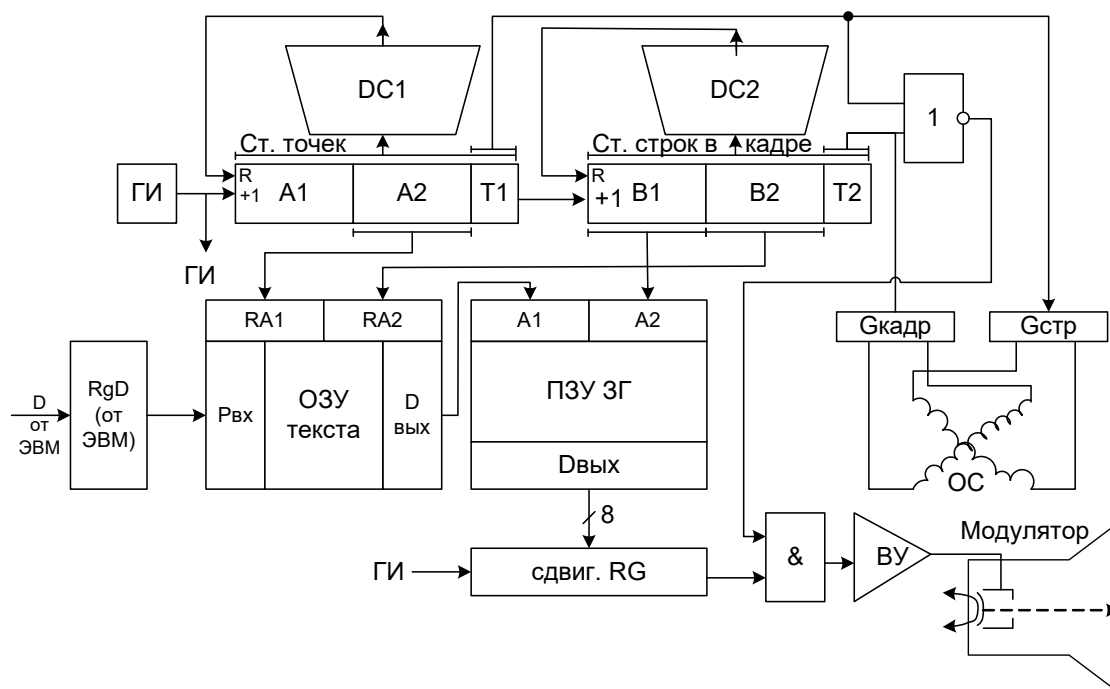 DC1
DC2
1
Ст. точек
Ст. строк в кадре
ГИ
R
+1
A1
A2
T1
R
+1
B1
B2
T2
ГИ
RA1
RA2
A1
A2
Gкадр
Gстр
D
от
ЭВМ
RgD
(от
ЭВМ)
Рвх
ОЗУ
текста
D
вых
ПЗУ ЗГ
Dвых
ОС
8
ГИ
сдвиг. RG
&
ВУ
Модулятор